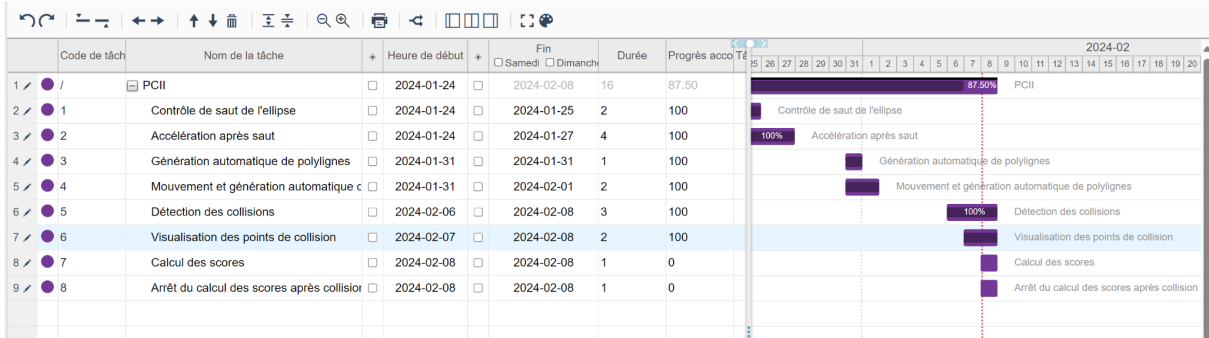 2024-02
Code de tâch Nom de la tâche Heure de début Fin Durée Progrès acco Tâ
Samedi Dimanche
25 26 27 28 29 30 31 1 2 3 4 5 6 7 8 9 10 11 12 13 14 15 16 17 18 19 20
1 / PCII 2024-01-24 2024-02-08 16 87.50 87.50% PCII
2 1 Contrôle de saut de l'ellipse 2024-01-24 2024-01-25 2 100 Contrôle de saut de l'ellipse
3 2 Accélération après saut 2024-01-24 2024-01-27 4 100 100% Accélération après saut
4 3 Génération automatique de polylignes 2024-01-31 2024-01-31 1 100 Génération automatique de polylignes
5 4 Mouvement et génération automatique d 2024-01-31 2024-02-01 2 100 Mouvement et génération automatique de polylignes
6 5 Détection des collisions 2024-02-06 2024-02-08 3 100 100% Détection des collisions
7 6 Visualisation des points de collision 2024-02-07 2024-02-08 2 100 Visualisation des points de collision
8 7 Calcul des scores 2024-02-08 2024-02-08 1 0 Calcul des scores
9 8 Arrêt du calcul des scores après collision 2024-02-08 2024-02-08 1 0 Arrêt du calcul des scores après collision